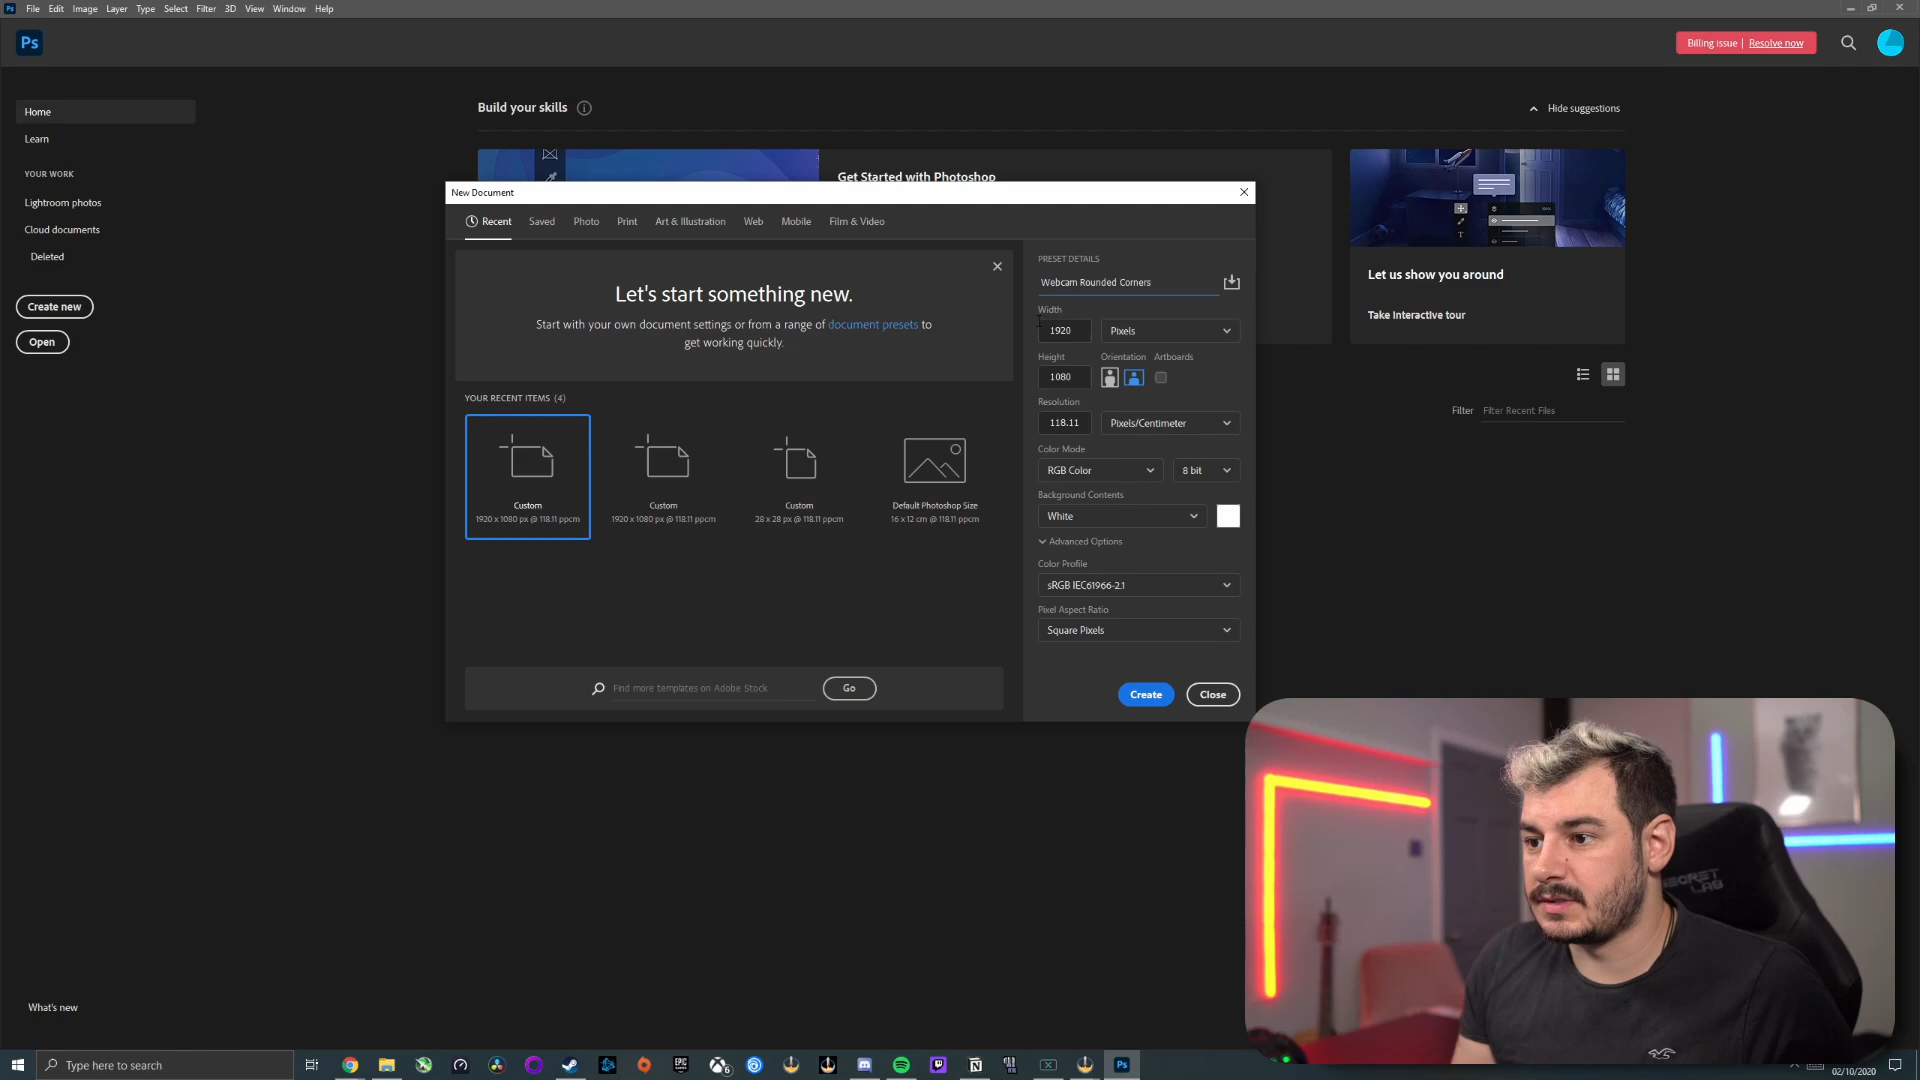 Ps File Edit Image Layer Type Select Filter 3D View Window Help
Ps
Billing issue | Resolve now
Home
Learn
YOUR WORK
Lightroom photos
Cloud documents
Deleted
Create new
Open
What's new
Build your skills
Hide suggestions
Get Started with Photoshop
Let us show you around
Take interactive tour
Filter Filter Recent Files
New Document
Recent Saved Photo Print Art & Illustration Web Mobile Film & Video
Let's start something new.
Start with your own document settings or from a range of document presets to
get working quickly.
YOUR RECENT ITEMS (4)
Custom
1920 x 1080 px @ 118.11 ppcm
Custom
1920 x 1080 px @ 118.11 ppcm
Custom
28 x 28 px @ 118.11 ppcm
Default Photoshop Size
16 x 12 cm @ 118.11 ppcm
Find more templates on Adobe Stock
Go
PRESET DETAILS
Webcam Rounded Corners
Width
1920 Pixels
Height Orientation Artboards
1080
Resolution
118.11 Pixels/Centimeter
Color Mode
RGB Color 8 bit
Background Contents
White
Advanced Options
Color Profile
sRGB IEC61966-2.1
Pixel Aspect Ratio
Square Pixels
Create Close
SECRET
LAB
Type here to search
EPIC
GAMES
6
Ps
02/10/2020